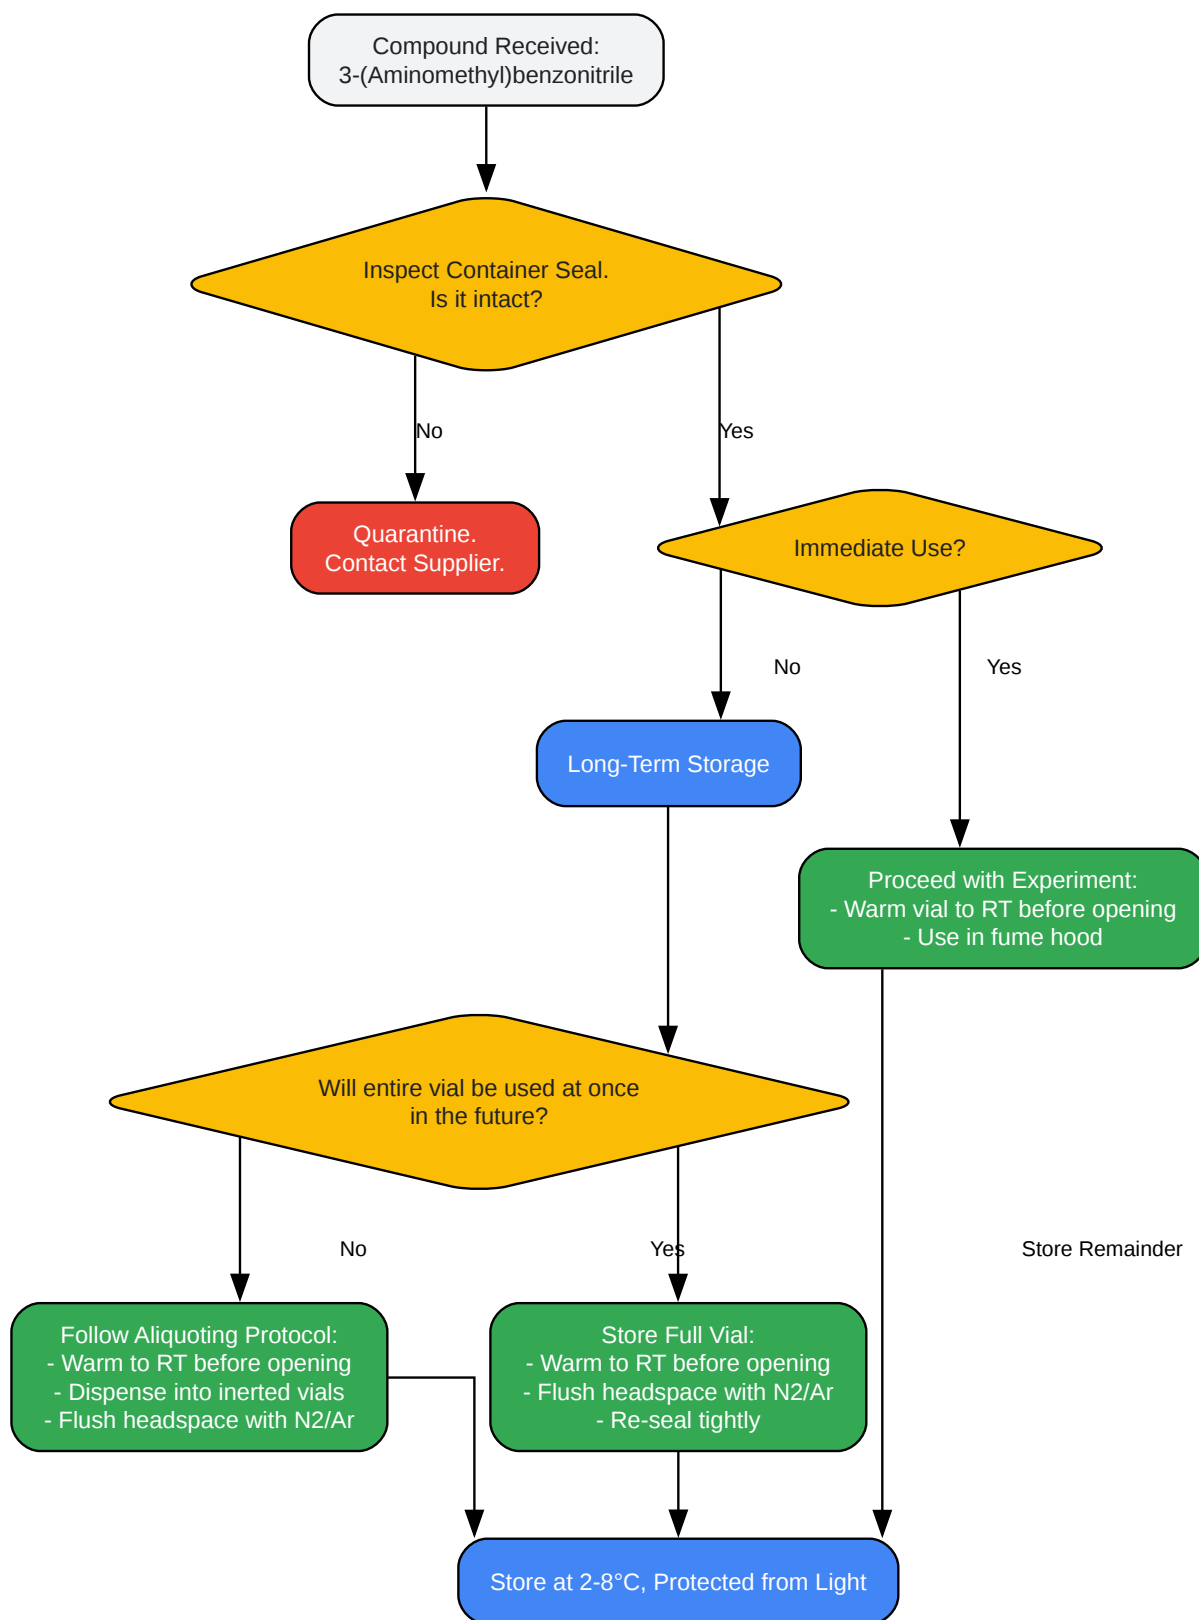 Compound Received:
3-(Aminomethyl)benzonitrile
Inspect Container Seal.
Is it intact?
No
Yes
Quarantine.
Contact Supplier.
Immediate Use?
No
Yes
Long-Term Storage
Proceed with Experiment:
- Warm vial to RT before opening
- Use in fume hood
Will entire vial be used at once
in the future?
No
Yes
Store Remainder
Follow Aliquoting Protocol:
- Warm to RT before opening
- Dispense into inerted vials
- Flush headspace with N2/Ar
Store Full Vial:
- Warm to RT before opening
- Flush headspace with N2/Ar
- Re-seal tightly
Store at 2-8°C, Protected from Light